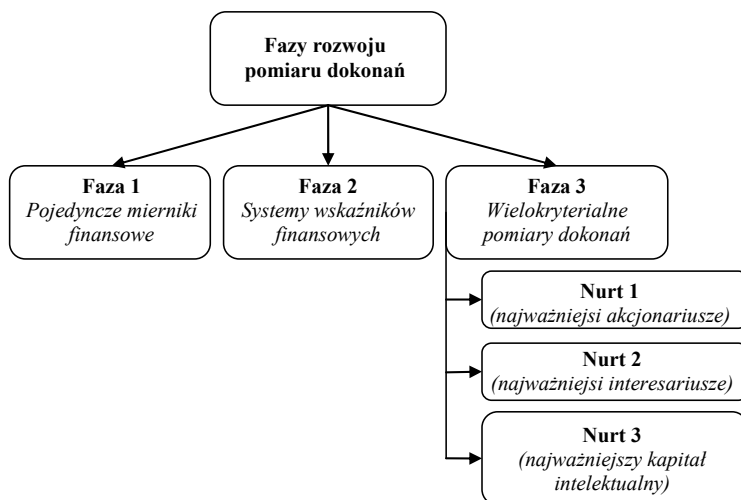 Fazy rozwoju
pomiaru dokonań
Faza 1
Pojedyncze mierniki
finansowe
Faza 2
Systemy wskaźników
finansowych
Faza 3
Wielokryterialne
pomiary dokonań
Nurt 1
(najważniejsi akcjonariusze)
Nurt 2
(najważniejsi interesariusze)
Nurt 3
(najważniejszy kapitał
intelektualny)